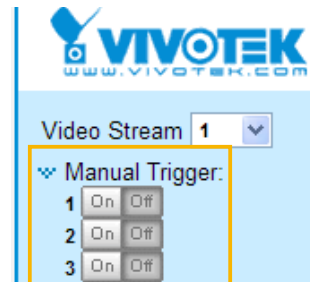 VIVOTEK
www.vivotek.com
Video Stream 1
Manual Trigger:
1 On Off
2 On Off
3 On Off